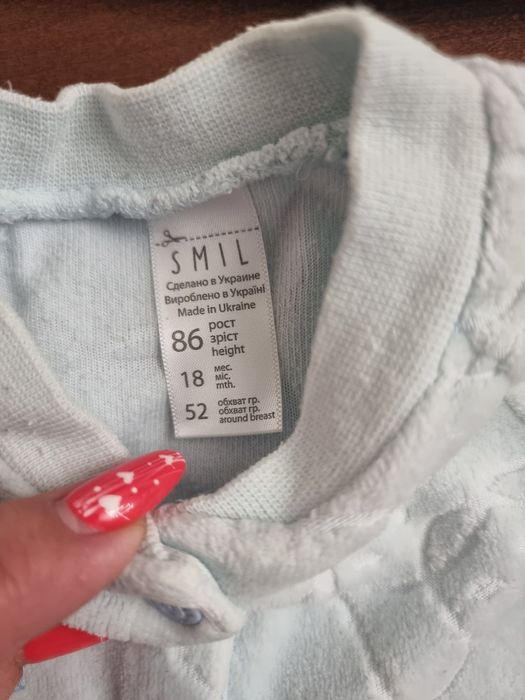 SMIL
Сделано в Украине
Вироблено в Україні
Made in Ukraine
86 рост
зріст
height
18 мес.
міс.
mth.
52 обхват гр.
обхват гр.
around breast